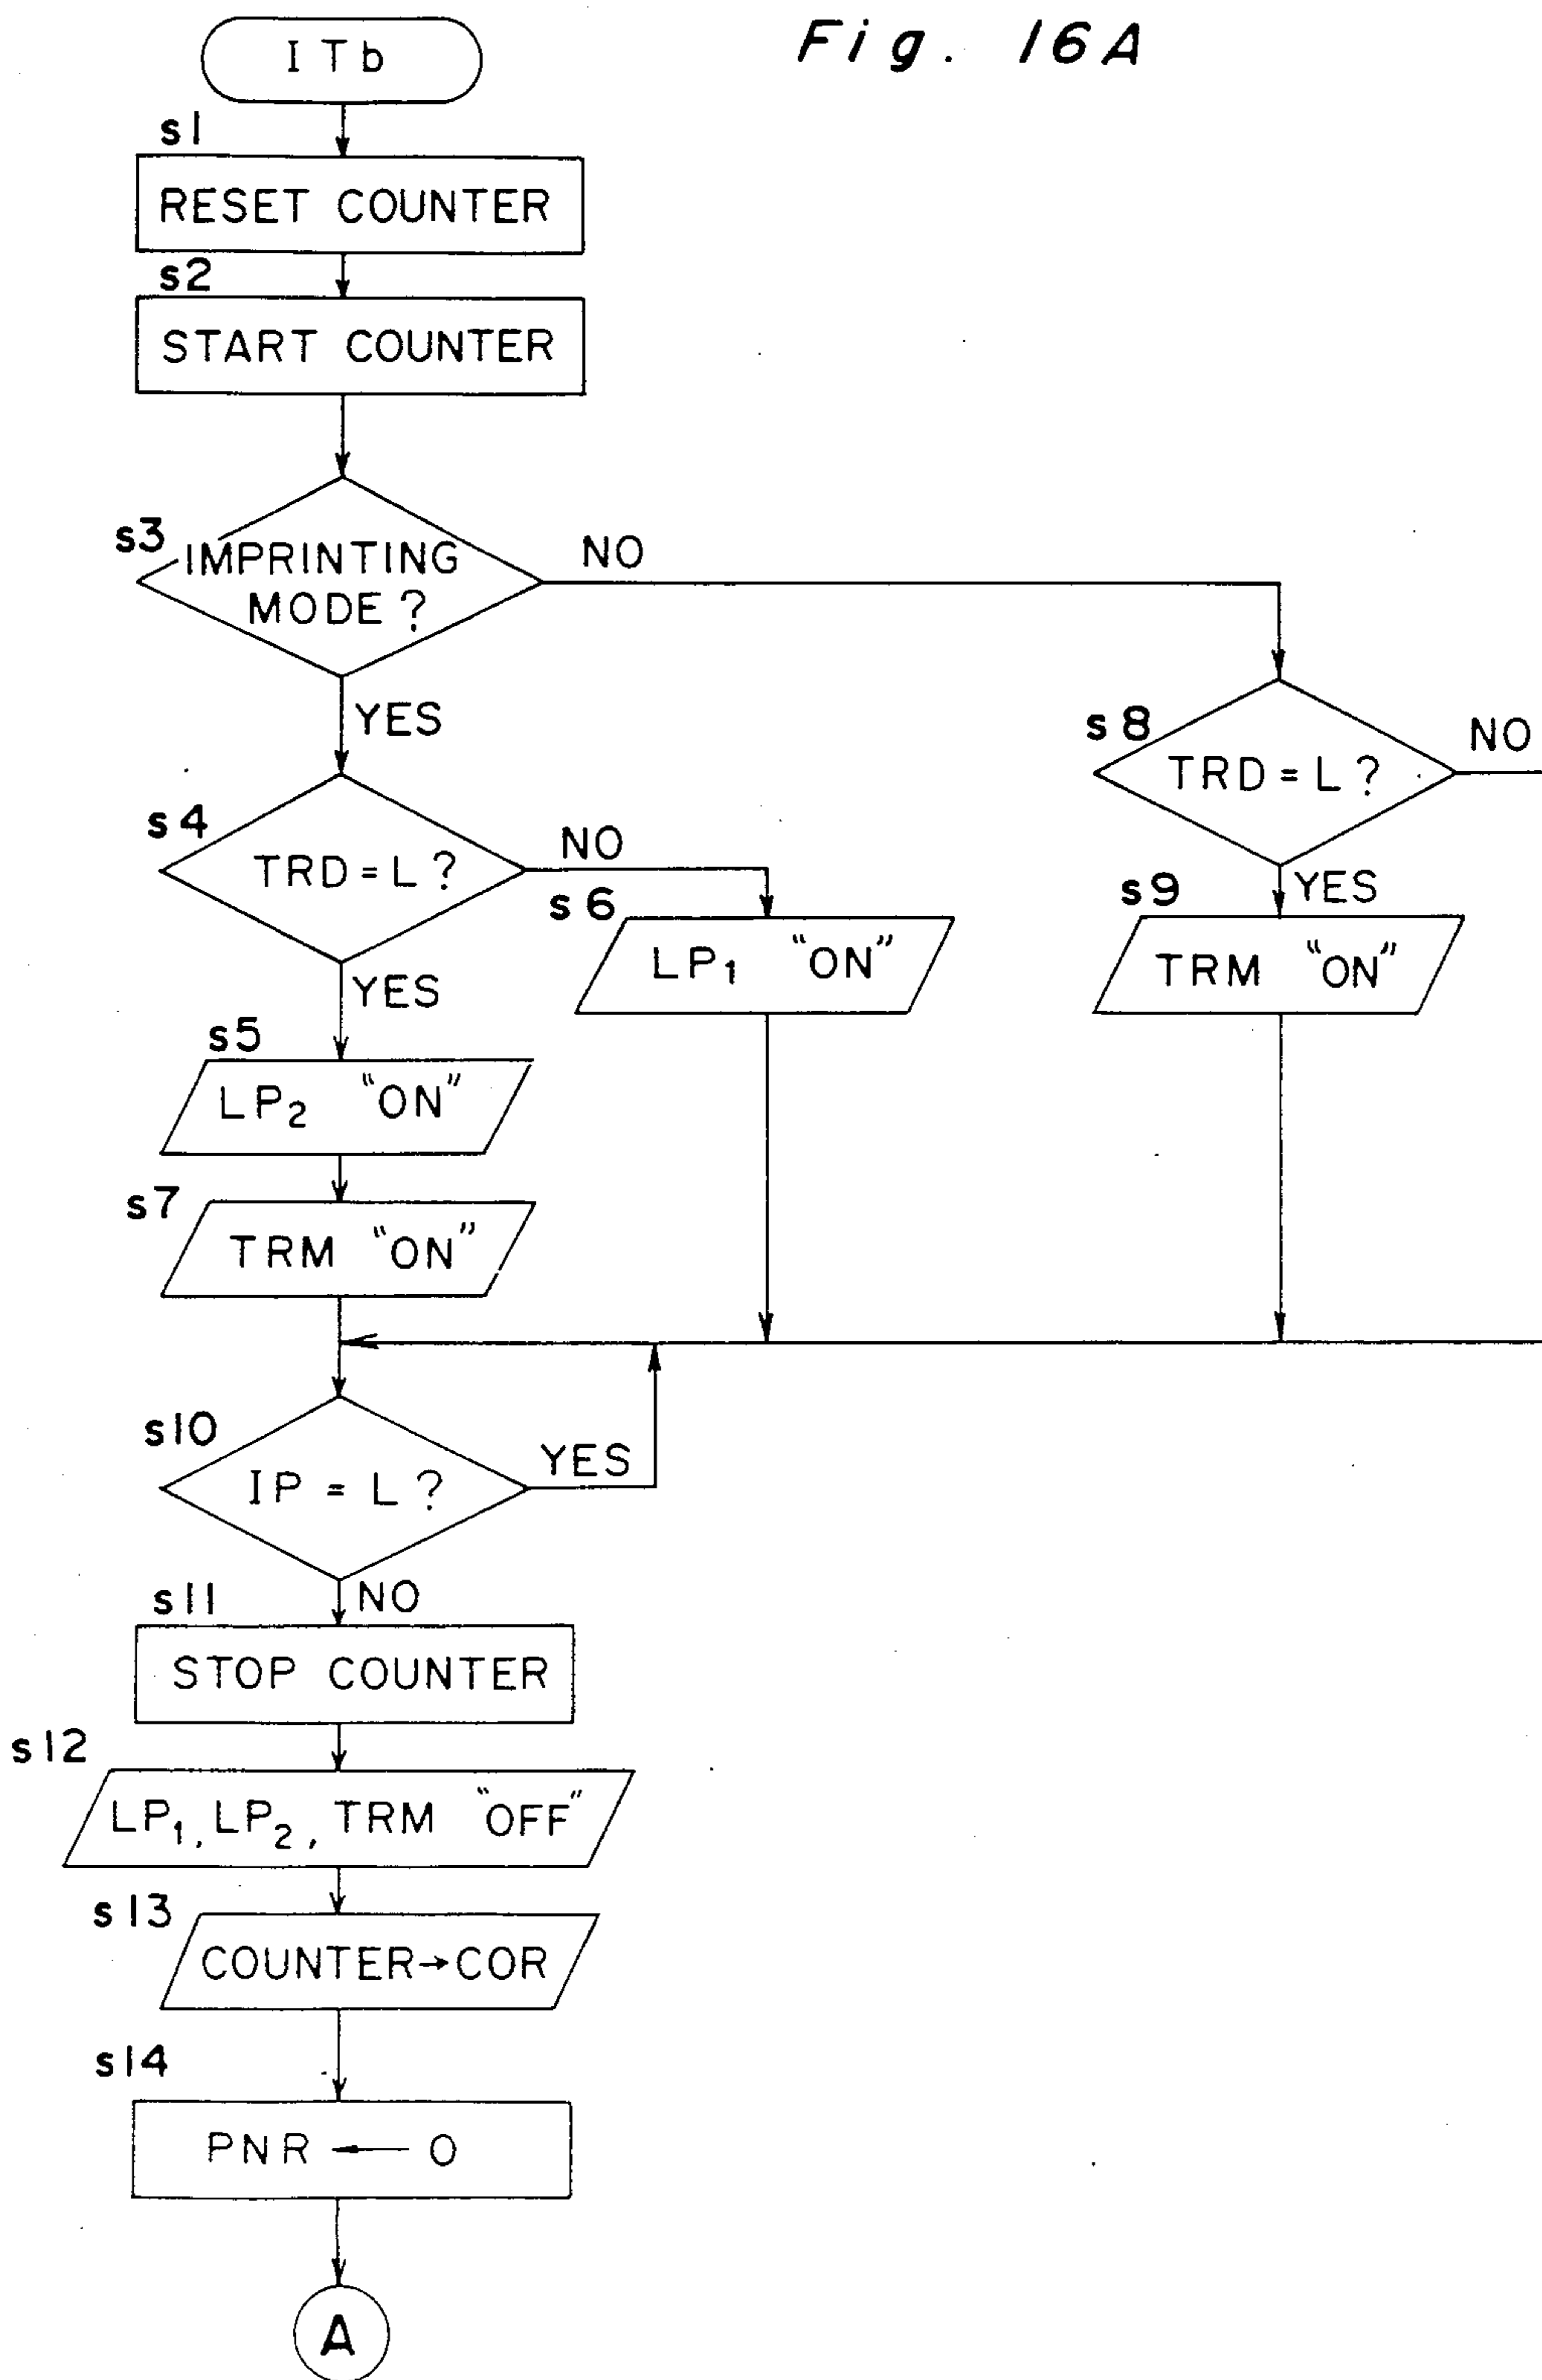 Fig. 16A
ITb
s1
RESET COUNTER
s2
START COUNTER
s3
IMPRINTING
MODE?
NO
YES
s8
TRD = L?
NO
s4
TRD = L?
NO
YES
s6
LP1 "ON"
s9
YES
TRM "ON"
s5
LP2 "ON"
s7
TRM "ON"
s10
IP = L?
YES
s11
NO
STOP COUNTER
s12
LP1, LP2, TRM "OFF"
s13
COUNTER→COR
s14
PNR ← 0
A